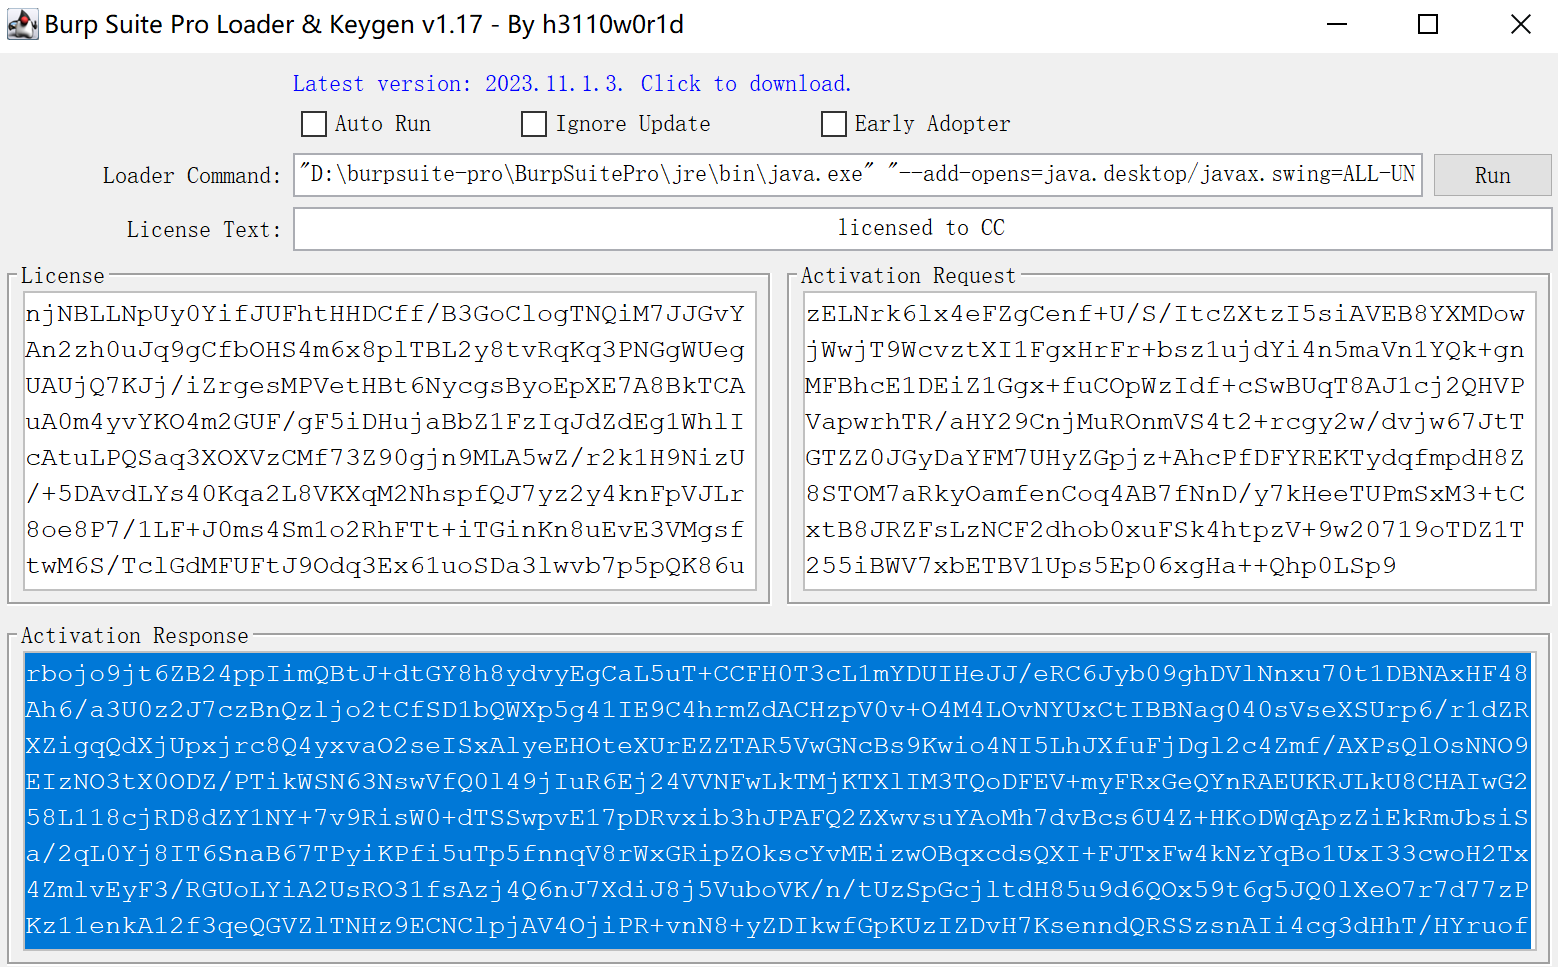 Burp Suite Pro Loader & Keygen v1.17 - By h3110w0r1d
Latest version: 2023.11.1.3. Click to download.
Auto Run Ignore Update Early Adopter
Loader Command: "D:\burpsuite-pro\BurpSuitePro\jre\bin\java.exe" "--add-opens=java.desktop/javax.swing=ALL-UN Run
License Text: licensed to CC
License
njNBLLNpUy0YifJUFhtHHDCff/B3GoClogTNQiM7JJGvY
An2zh0uJq9gCfbOHS4m6x8plTBL2y8tvRqKq3PNGgWUeg
UAUjQ7KJj/iZrgesMPVetHBt6NycgsByoEpXE7A8BkTCA
uA0m4yvYKO4m2GUF/gF5iDHujaBbZ1FzIqJdZdEg1WhlI
cAtuLPQSaq3XOXVzCMf73Z90gjn9MLA5wZ/r2k1H9NizU
/+5DAvdLYs40Kqa2L8VKXqM2NhspfQJ7yz2y4knFpVJLr
8oe8P7/1LF+J0ms4Sm1o2RhFTt+iTGinKn8uEvE3VMgsf
twM6S/TclGdMFUFtJ9Odq3Ex61uoSDa3lwvb7p5pQK86u
Activation Request
zELNrk6lx4eFZgCenf+U/S/ItcZXtzI5siAVEB8YXMDow
jWwjT9WcvztXI1FgxHrFr+bsz1ujdYi4n5maVn1YQk+gn
MFBhcE1DEiZ1Ggx+fuCOpWzIdf+cSwBUqT8AJ1cj2QHVP
VapwrhTR/aHY29CnjMuROnmVS4t2+rcgy2w/dvjw67JtT
GTZZ0JGyDaYFM7UHyZGpjz+AhcPfDFYREKTydqfmpdH8Z
8STOM7aRkyOamfenCoq4AB7fNnD/y7kHeeTUPmSxM3+tC
xtB8JRZFsLzNCF2dhob0xuFSk4htpzV+9w20719oTDZ1T
255iBWV7xbETBV1Ups5Ep06xgHa++Qhp0LSp9
Activation Response
rbojo9jt6ZB24ppIimQBtJ+dtGY8h8ydvyEgCaL5uT+CCFH0T3cL1mYDUIHeJJ/eRC6Jyb09ghDVlNnxu70t1DBNAxHF48
Ah6/a3U0z2J7czBnQzljo2tCfSD1bQWXp5g41IE9C4hrmZdACHzpV0v+O4M4LOvNYUxCtIBBNag040sVseXSUrp6/r1dZR
XZigqQdXjUpxjrc8Q4yxvaO2seISxAlyeEHOteXUrEZZTAR5VwGNcBs9Kwio4NI5LhJXfuFjDgl2c4Zmf/AXPsQlOsNNO9
EIzNO3tX0ODZ/PTikWSN63NswVfQ0l49jIuR6Ej24VVNFwLkTMjKTXlIM3TQoDFEV+myFRxGeQYnRAEUKRJLkU8CHAIwG2
58L118cjRD8dZY1NY+7v9RisW0+dTSSwpvE17pDRvxib3hJPAFQ2ZXwvsuYAoMh7dvBcs6U4Z+HKoDWqApzZiEkRmJbsiS
a/2qL0Yj8IT6SnaB67TPyiKPfi5uTp5fnnqV8rWxGRipZOkscYvMEizwOBqxcdsQXI+FJTxFw4kNzYqBo1UxI33cwoH2Tx
4ZmlvEyF3/RGUoLYiA2UsRO31fsAzj4Q6nJ7XdiJ8j5VuboVK/n/tUzSpGcjltdH85u9d6QOx59t6g5JQ0lXeO7r7d77zP
Kz11enkA12f3qeQGVZlTNHz9ECNClpjAV4OjiPR+vnN8+yZDIkwfGpKUzIZDvH7KsenndQRSSzsnAIi4cg3dHhT/HYruof